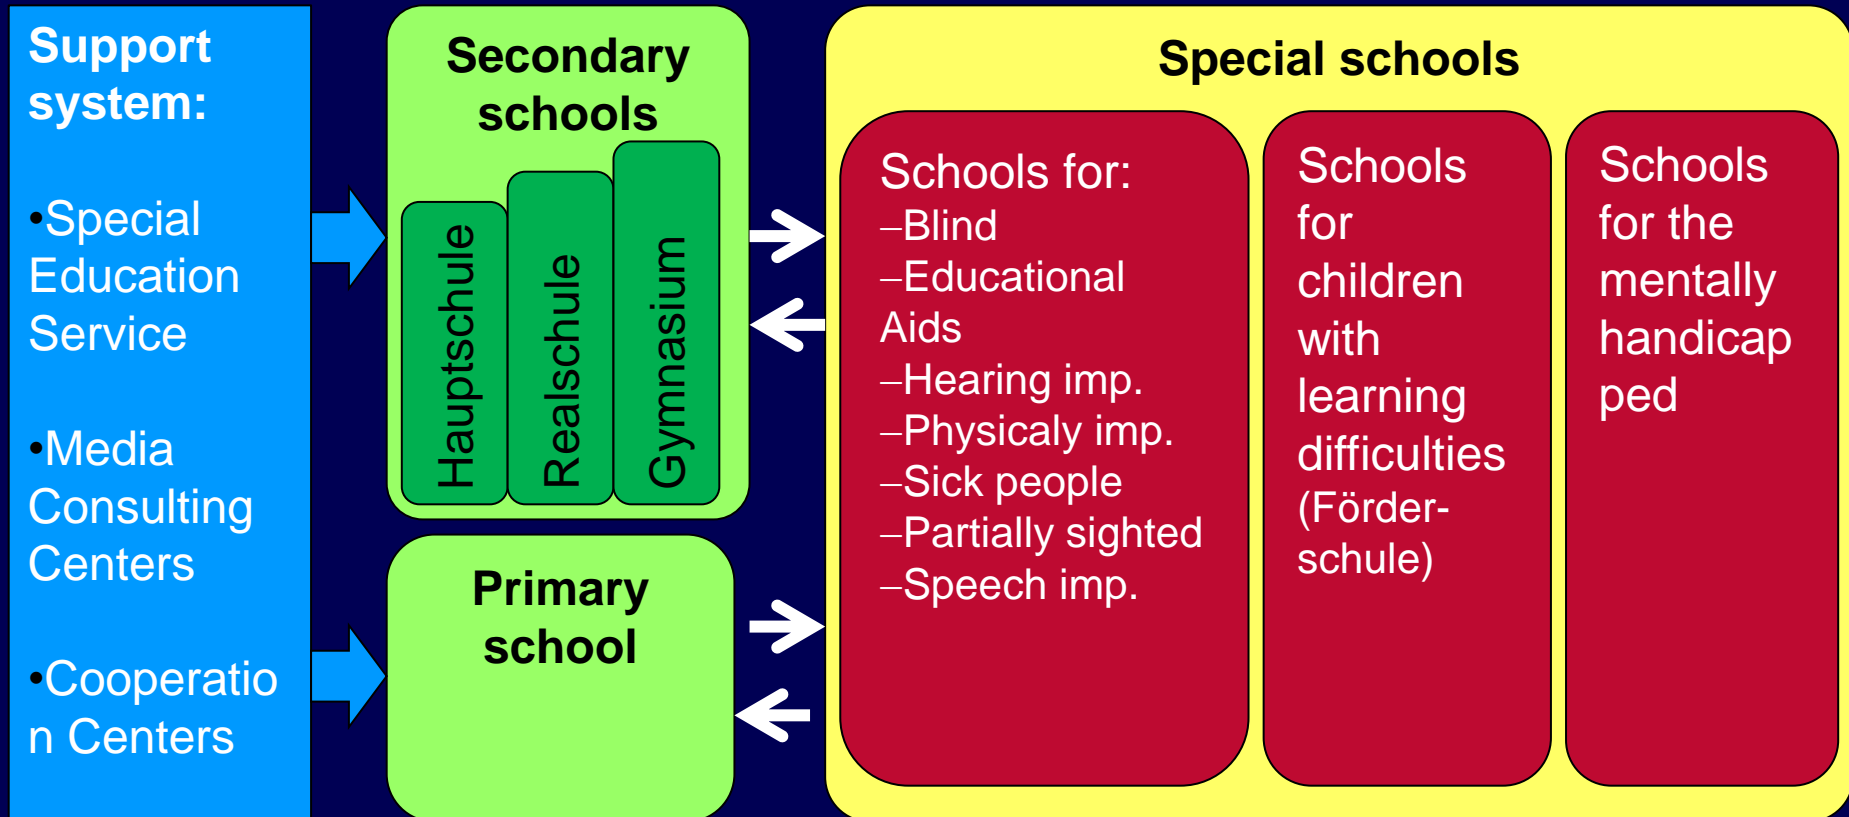 Support
system:
•Special
Education
Service
•Media
Consulting
Centers
•Cooperatio
n Centers
Secondary
schools
Hauptschule
Realschule
Gymnasium
Primary
school
Special schools
Schools for:
–Blind
–Educational
Aids
–Hearing imp.
–Physicaly imp.
–Sick people
–Partially sighted
–Speech imp.
Schools
for
children
with
learning
difficulties
(Förder-
schule)
Schools
for the
mentally
handicap
ped